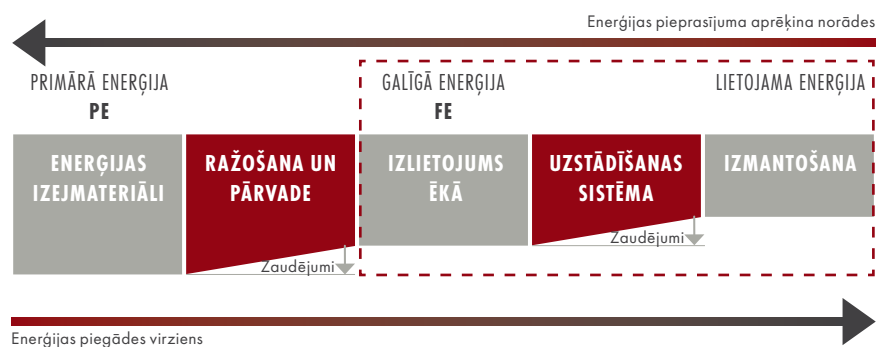 Enerģijas pieprasījuma aprēķina norādes
PRIMĀRĀ ENERĢIJA
PE
GALĪGĀ ENERĢIJA
FE
LIETOJAMA ENERĢIJA
ENERĢIJAS
IZEJMATERIĀLI
RAŽOŠANA UN
PĀRVADE
IZLIETOJUMS
ĒKĀ
UZSTĀDĪŠANAS
SISTĒMA
IZMANTOŠANA
Zaudējumi
Zaudējumi
Enerģijas piegādes virziens